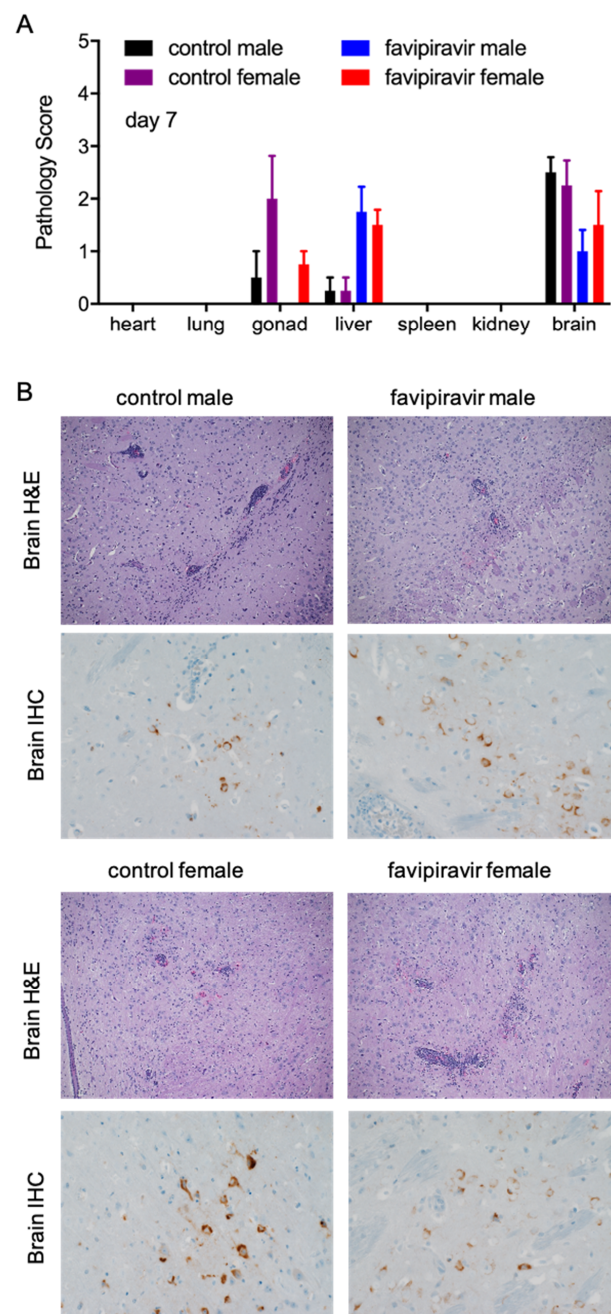 A
control male
favipiravir male
control female
favipiravir female
day 7
Pathology Score
5
4
3
2
1
0
heart lung gonad liver spleen kidney brain
B
control male favipiravir male
Brain H&E
Brain IHC
control female favipiravir female
Brain H&E
Brain IHC